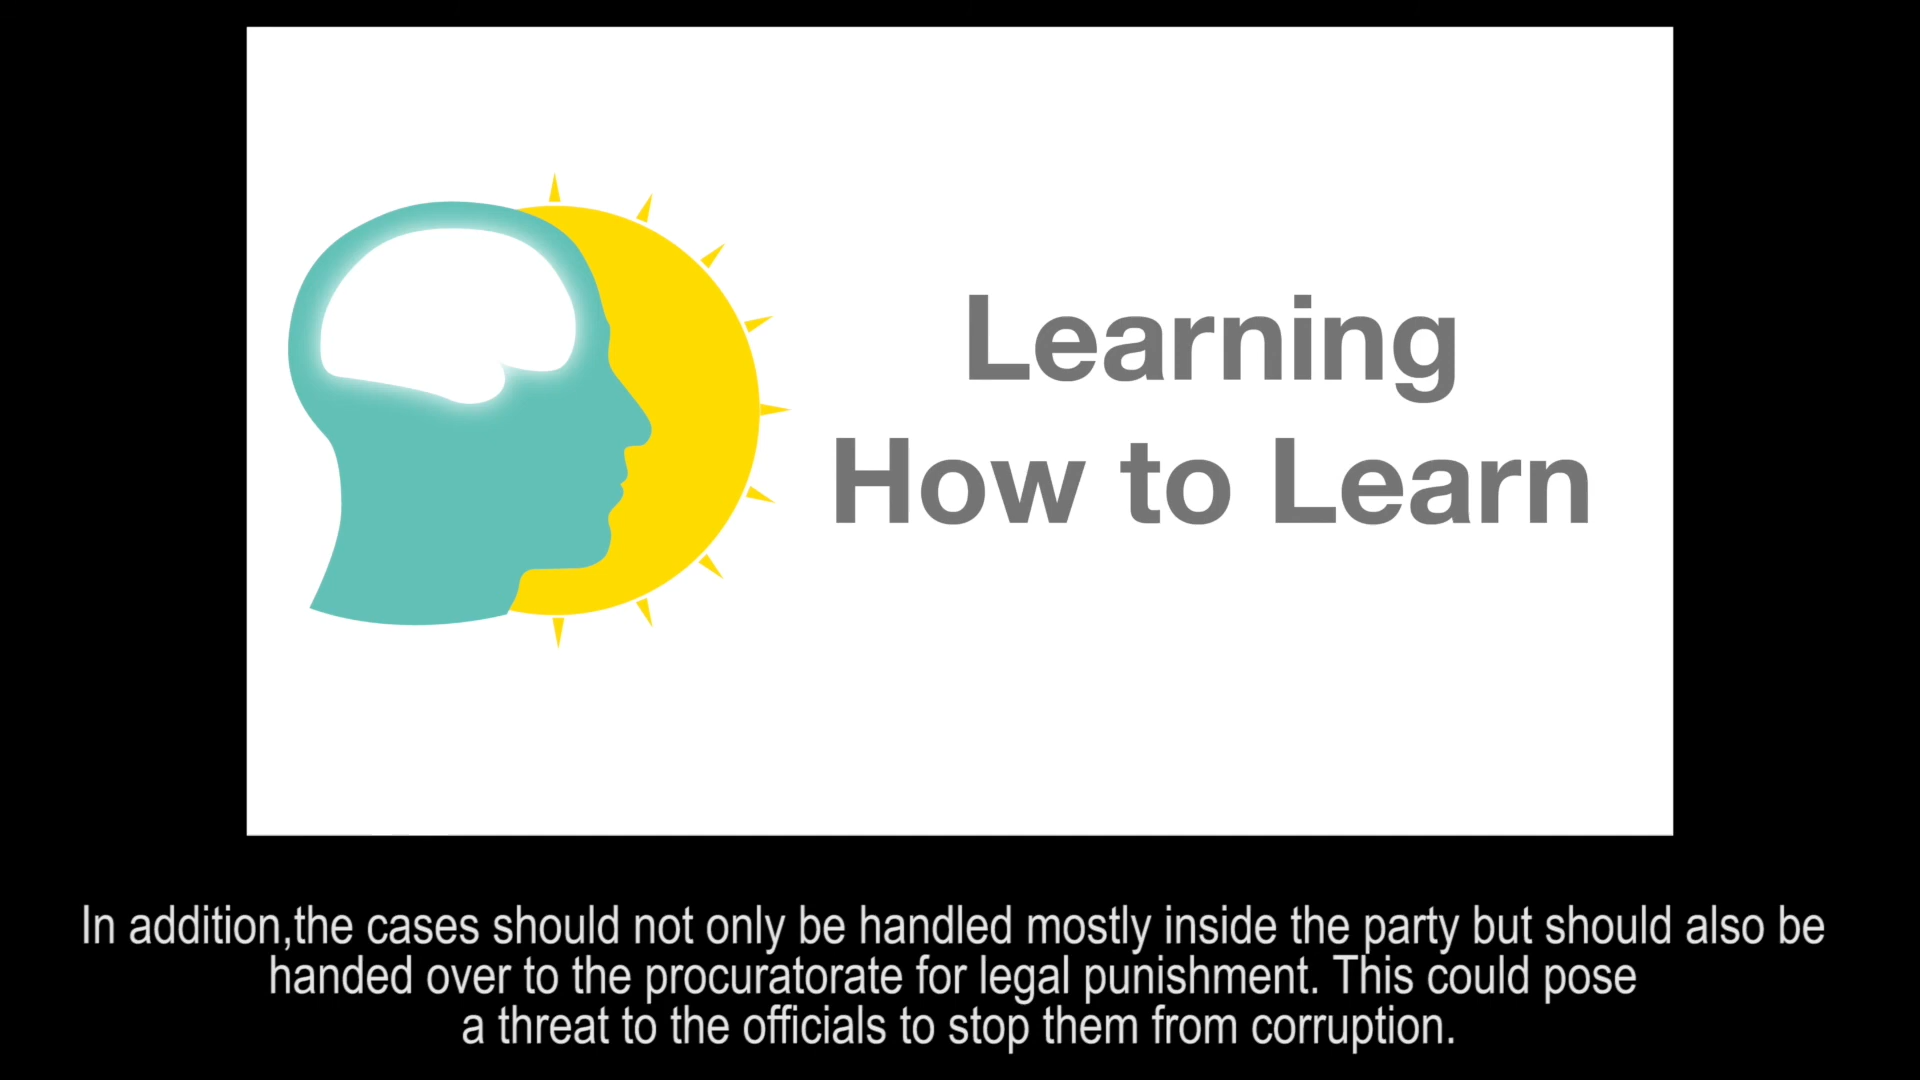 Learning
How to Learn
In addition,the cases should not only be handled mostly inside the party but should also be
handed over to the procuratorate for legal punishment. This could pose
a threat to the officials to stop them from corruption.